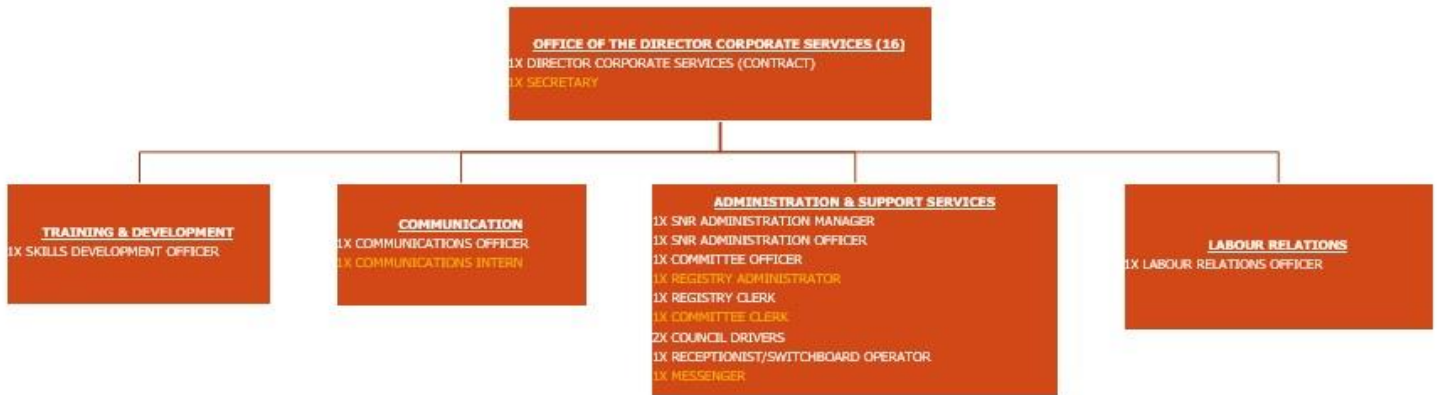 OFFICE OF THE DIRECTOR CORPORATE SERVICES (16)
1X DIRECTOR CORPORATE SERVICES (CONTRACT)
1X SECRETARY
TRAINING & DEVELOPMENT
1X SKILLS DEVELOPMENT OFFICER
COMMUNICATION
1X COMMUNICATIONS OFFICER
1X COMMUNICATIONS INTERN
ADMINISTRATION & SUPPORT SERVICES
1X SNR ADMINISTRATION MANAGER
1X SNR ADMINISTRATION OFFICER
1X COMMITTEE OFFICER
1X REGISTRY ADMINISTRATOR
1X REGISTRY CLERK
1X COMMITTEE CLERK
2X COUNCIL DRIVERS
1X RECEPTIONIST/SWITCHBOARD OPERATOR
1X MESSENGER
LABOUR RELATIONS
1X LABOUR RELATIONS OFFICER